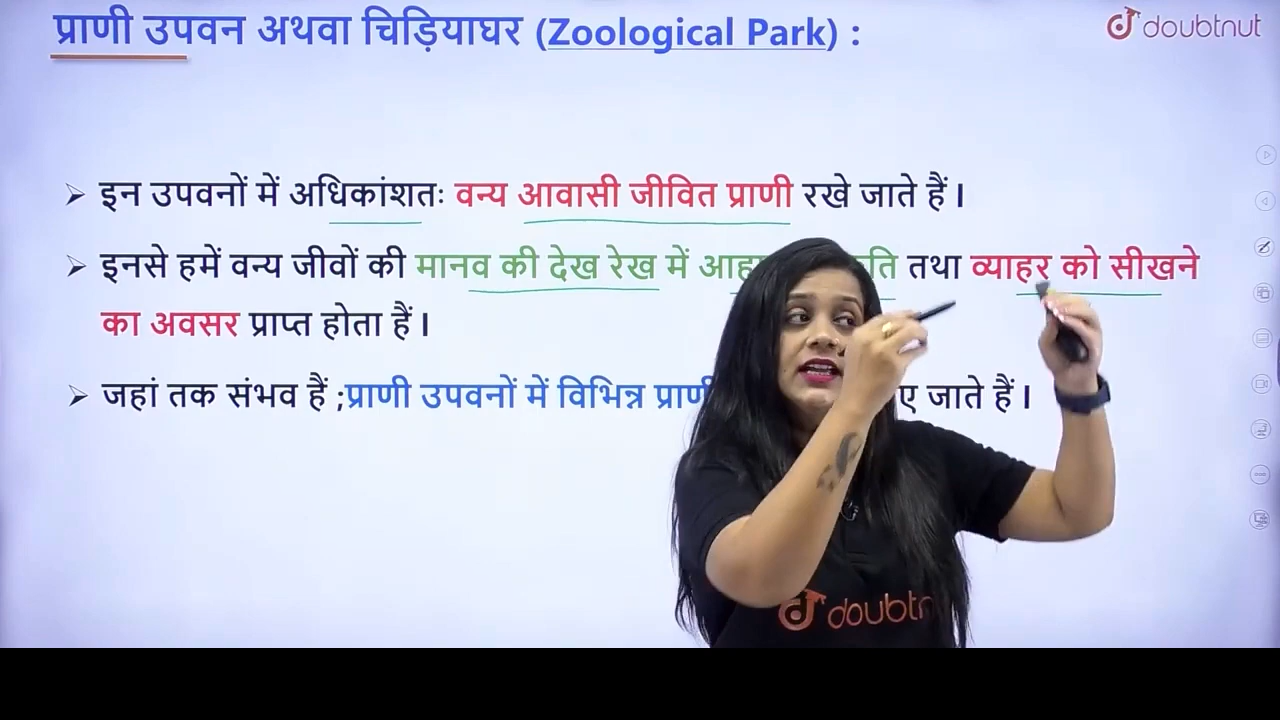 प्राणी उपवन अथवा चिड़ियाघर (Zoological Park) :
doubtnut
➢ इन उपवनों में अधिकांशतः वन्य आवासी जीवित प्राणी रखे जाते हैं I
➢ इनसे हमें वन्य जीवों की मानव की देख रेख में तथा व्याहर को सीखने
का अवसर प्राप्त होता हैं I
➢ जहां तक संभव हैं ;प्राणी उपवनों में विभिन्न जाते हैं I